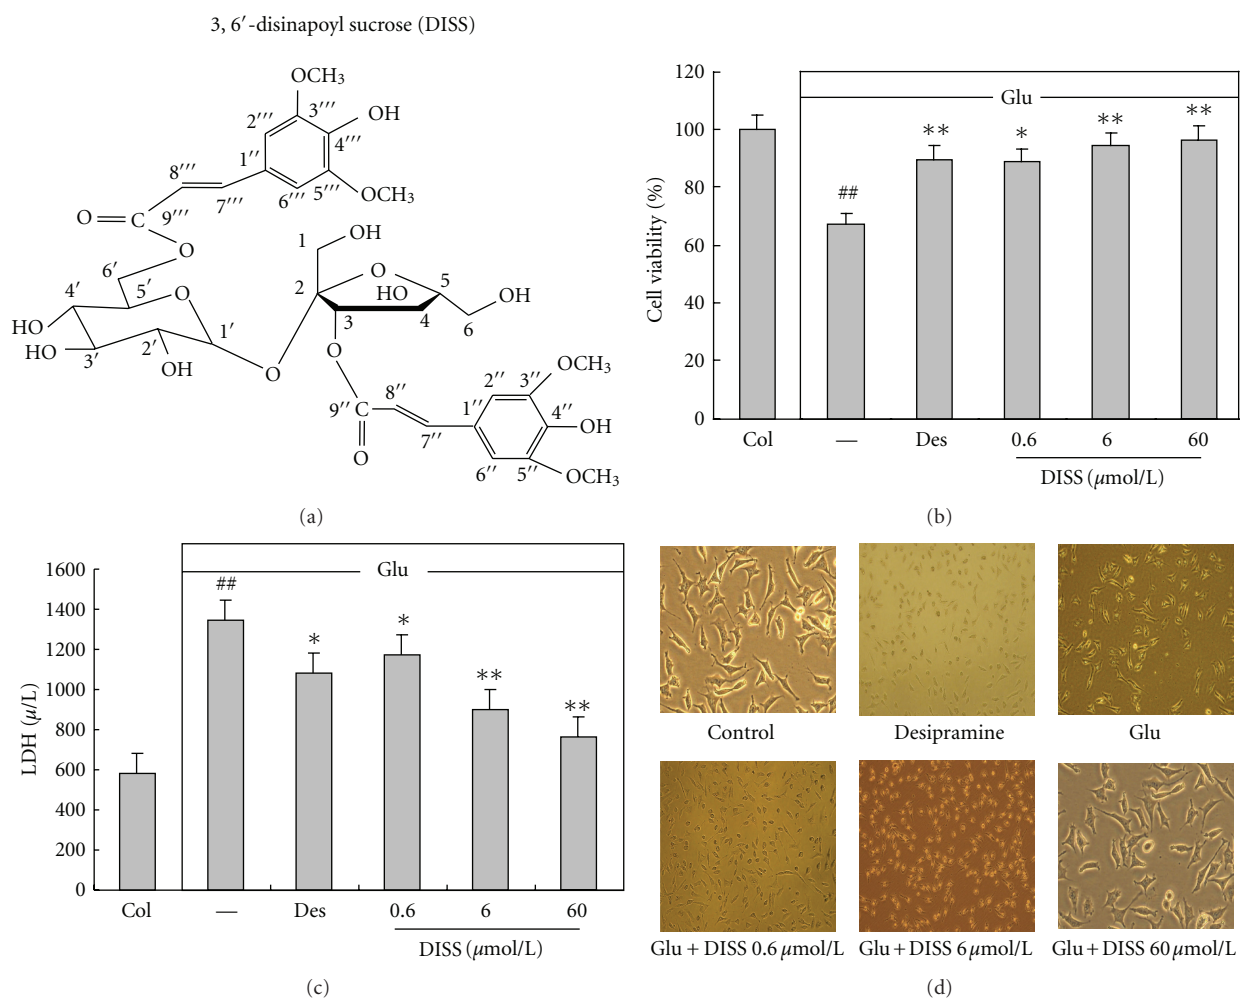 3, 6′-disinapoyl sucrose (DISS)
OCH3
3′′′
2′′′
OH
4′′′
1′′
8′′′
5′′′
6′′′
OCH3
7′′′
9′′′
O
C
O
1
OH
6′
O
5
4′
5′
O
2
HO
OH
HO
3
4
6
1′
HO
3′
2′
OH
O
O
OCH3
2′′
3′′
9′′
C
8′′
1′′
4′′
OH
7′′
O
6′′
5′′
OCH3
(a)
120
100
80
60
40
20
0
Cell viability (%)
Glu
##
**
*
**
**
Col
—
Des
0.6
6
60
DISS (μmol/L)
(b)
1600
1400
1200
1000
800
600
400
200
0
LDH (μ/L)
Glu
##
*
*
**
**
Col
—
Des
0.6
6
60
DISS (μmol/L)
(c)
Control
Desipramine
Glu
Glu + DISS 0.6 μmol/L
Glu + DISS 6 μmol/L
Glu + DISS 60 μmol/L
(d)